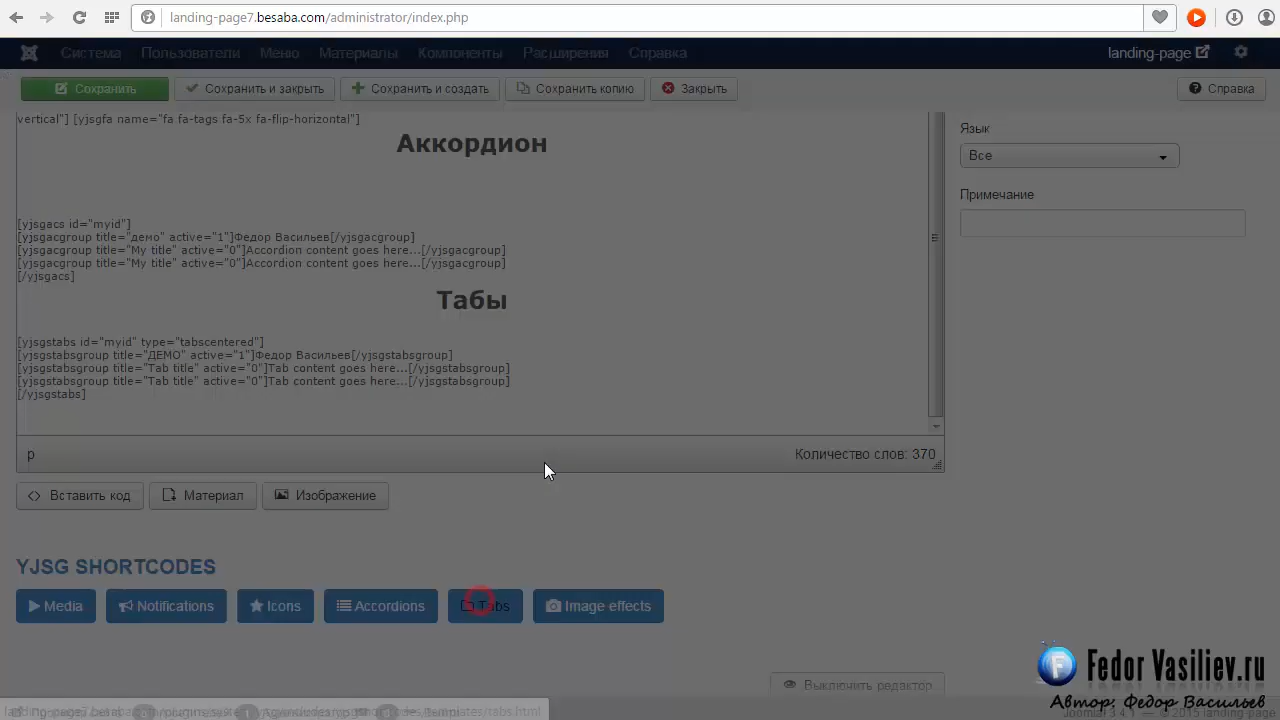 landing-page7.besaba.com/administrator/index.php
Система Пользователи Меню Материалы Компоненты Расширения Справка landing-page
Сохранить Сохранить и закрыть Сохранить и создать Сохранить копию Закрыть Справка
vertical"] [yjsgfa name="fa fa-tags fa-5x fa-flip-horizontal"]
Аккордион
[yjsgacs id="myid"]
[yjsgacgroup title="демо" active="1"]Федор Васильев[/yjsgacgroup]
[yjsgacgroup title="My title" active="0"]Accordion content goes here...[/yjsgacgroup]
[yjsgacgroup title="My title" active="0"]Accordion content goes here...[/yjsgacgroup]
[/yjsgacs]
Табы
[yjsgstabs id="myid" type="tabscentered"]
[yjsgstabsgroup title="ДЕМО" active="1"]Федор Васильев[/yjsgstabsgroup]
[yjsgstabsgroup title="Tab title" active="0"]Tab content goes here...[/yjsgstabsgroup]
[yjsgstabsgroup title="Tab title" active="0"]Tab content goes here...[/yjsgstabsgroup]
[/yjsgstabs]
p Количество слов: 370
Язык
Все
Примечание
Вставить код Материал Изображение
YJSG SHORTCODES
Media Notifications Icons Accordions Tabs Image effects
Выключить редактор
Fedor Vasiliev.ru
Автор: Федор Васильев
Joomla! 3.4.1 — © 2015 landing-page